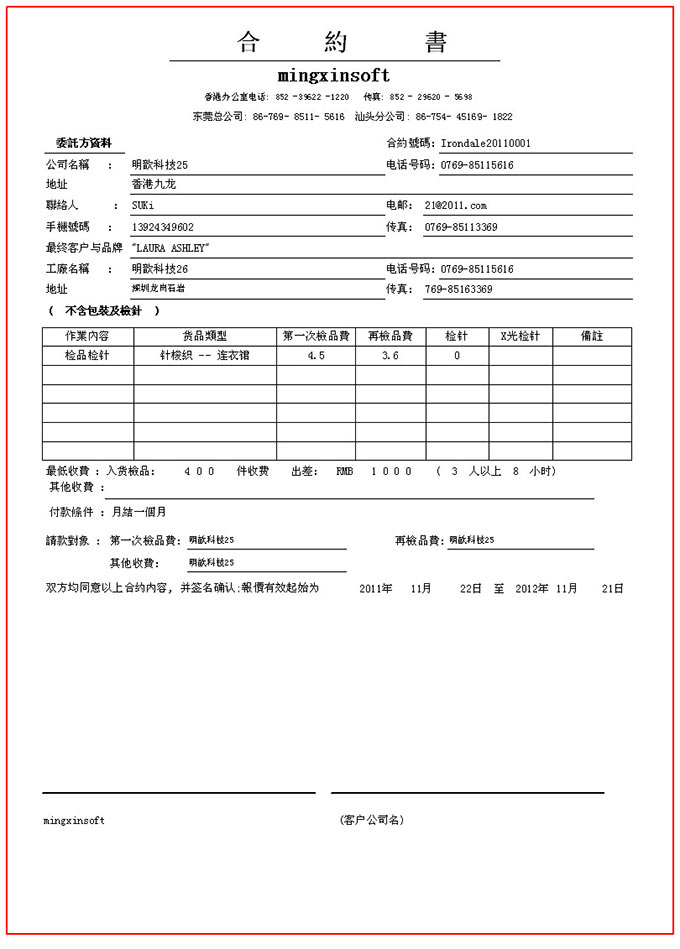 合 約 書
mingxinsoft
香港办公室电话: 852 -39622 -1220 传真: 852 - 29620 - 5698
东莞总公司: 86-769- 8511- 5616 汕头分公司: 86-754- 45169- 1822
委託方資料 合約號碼: Irondale20110001
公司名稱 : 明歆科技25 电话号码: 0769-85115616
地址 香港九龙
聯絡人 : SUKi 电邮: 21@2011.com
手機號碼 : 13924349602 传真: 0769-85113369
最终客户与品牌 "LAURA ASHLEY"
工廠名稱 : 明歆科技26 电话号码: 0769-85115616
地址 深圳龙岗石岩 传真: 769-85163369
( 不含包裝及檢針 )
作業內容 货品類型 第一次檢品費 再檢品費 检针 X光检针 備註
检品检针 针梭织 -- 连衣裙 4.5 3.6 0
最低收費 : 入货檢品: 400 件收費 出差: RMB 1000 ( 3 人以上 8 小时)
其他收費 :
付款條件 : 月結一個月
請款對象 : 第一次檢品費: 明歆科技25 再檢品費: 明歆科技25
其他收費: 明歆科技25
双方均同意以上合约内容, 并签名确认;報價有效起始为 2011年 11月 22日 至 2012年 11月 21日
mingxinsoft (客户公司名)